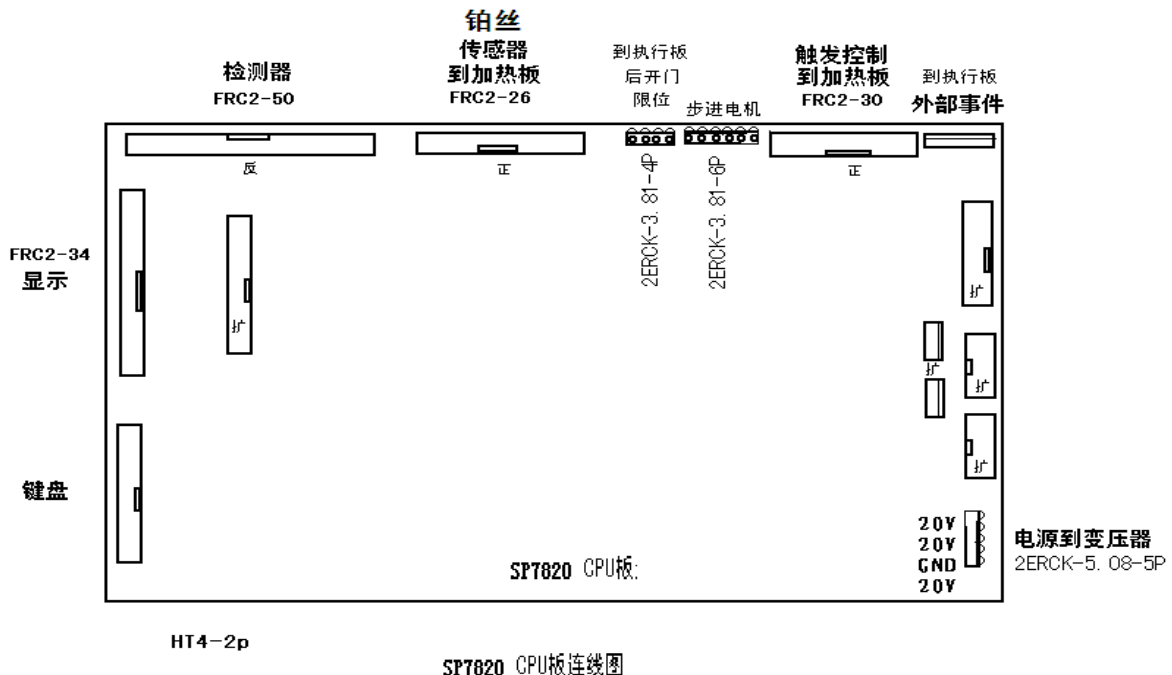 铂丝
传感器
到加热板
FRC2-26
检测器
FRC2-50
到执行板
后开门
限位
步进电机
触发控制
到加热板
FRC2-30
到执行板
外部事件
反
正
正
2ERCK-3.81-4P
2ERCK-3.81-6P
FRC2-34
显示
扩
扩
扩
扩
扩
键盘
20V
20V
GND
20V
电源到变压器
2ERCK-5.08-5P
SP7820 CPU板:
HT4-2p
SP7820 CPU板连线图